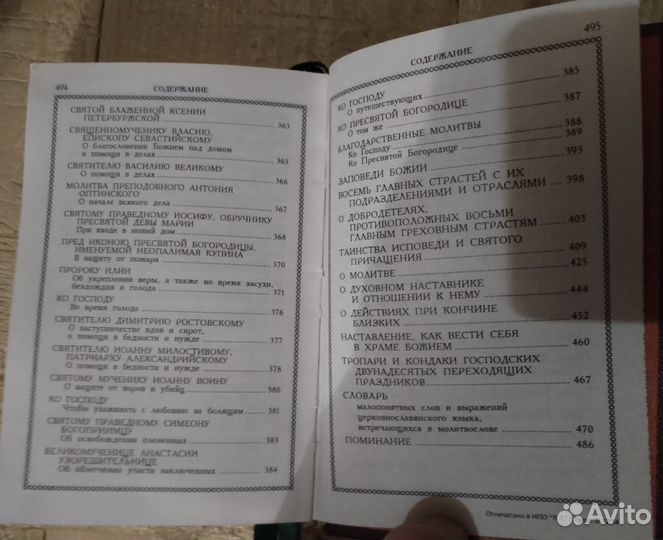 494
СОДЕРЖАНИЕ
СВЯТОЙ БЛАЖЕННОЙ КСЕНИИ
ПЕТЕРБУРЖСКОЙ 363
СВЯЩЕННОМУЧЕНИКУ ВЛАСИЮ,
ЕПИСКОПУ СЕВАСТИЙСКОМУ
О благословении Божием над домом
и помощи в делах 365
СВЯТИТЕЛЮ ВАСИЛИЮ ВЕЛИКОМУ
О помощи в делах 366
МОЛИТВА ПРЕПОДОБНОГО АНТОНИЯ
ОПТИНСКОГО
О начале всякого дела 367
СВЯТОМУ ПРАВЕДНОМУ ИОСИФУ, ОБРУЧНИКУ
ПРЕСВЯТОЙ ДЕВЫ МАРИИ
При входе в новый дом 368
ПРЕД ИКОНОЮ ПРЕСВЯТОЙ БОГОРОДИЦЫ,
ИМЕНУЕМОЙ НЕОПАЛИМАЯ КУПИНА
В защиту от пожара 370
ПРОРОКУ ИЛИИ
Об укреплении веры, а также во время засухи,
бездождия и голода 371
КО ГОСПОДУ
Во время голода 376
СВЯТИТЕЛЮ ДИМИТРИЮ РОСТОВСКОМУ
О заступничестве вдов и сирот,
о помощи в бедности и нужде 377
СВЯТИТЕЛЮ ИОАННУ МИЛОСТИВОМУ,
ПАТРИАРХУ АЛЕКСАНДРИЙСКОМУ
О помощи в бедности и нужде 378
СВЯТОМУ МУЧЕНИКУ ИОАННУ ВОИНУ
О защите от воров и убийц 380
КО ГОСПОДУ
Чтобы ухаживать с любовию за болящим 381
СВЯТОМУ ПРАВЕДНОМУ СИМЕОНУ
БОГОПРИИМЦУ
Об освобождении плененных 383
ВЕЛИКОМУЧЕНИЦЕ АНАСТАСИИ
УЗОРЕШИТЕЛЬНИЦЕ
Об облегчении участи заключенных 384
495
СОДЕРЖАНИЕ
КО ГОСПОДУ
О путешествующих 385
КО ПРЕСВЯТОЙ БОГОРОДИЦЕ
О том же 387
БЛАГОДАРСТВЕННЫЕ МОЛИТВЫ 388
Ко Господу 389
Ко Пресвятой Богородице
ЗАПОВЕДИ БОЖИИ 393
ВОСЕМЬ ГЛАВНЫХ СТРАСТЕЙ С ИХ
ПОДРАЗДЕЛЕНИЯМИ И ОТРАСЛЯМИ 398
О ДОБРОДЕТЕЛЯХ,
ПРОТИВОПОЛОЖНЫХ ВОСЬМИ
ГЛАВНЫМ ГРЕХОВНЫМ СТРАСТЯМ 403
ТАИНСТВА ИСПОВЕДИ И СВЯТОГО
ПРИЧАЩЕНИЯ 409
О МОЛИТВЕ 425
О ДУХОВНОМ НАСТАВНИКЕ
И ОТНОШЕНИИ К НЕМУ 444
О ДЕЙСТВИЯХ ПРИ КОНЧИНЕ
БЛИЗКИХ 452
НАСТАВЛЕНИЕ, КАК ВЕСТИ СЕБЯ
В ХРАМЕ БОЖИЕМ 460
ТРОПАРИ И КОНДАКИ ГОСПОДСКИХ
ДВУНАДЕСЯТЫХ ПЕРЕХОДЯЩИХ
ПРАЗДНИКОВ 467
СЛОВАРЬ
малопонятных слов и выражений
церковнославянского языка,
встречающихся в молитвослове 470
ПОМИНАНИЕ 486
Отпечатано в ИПО
Avito